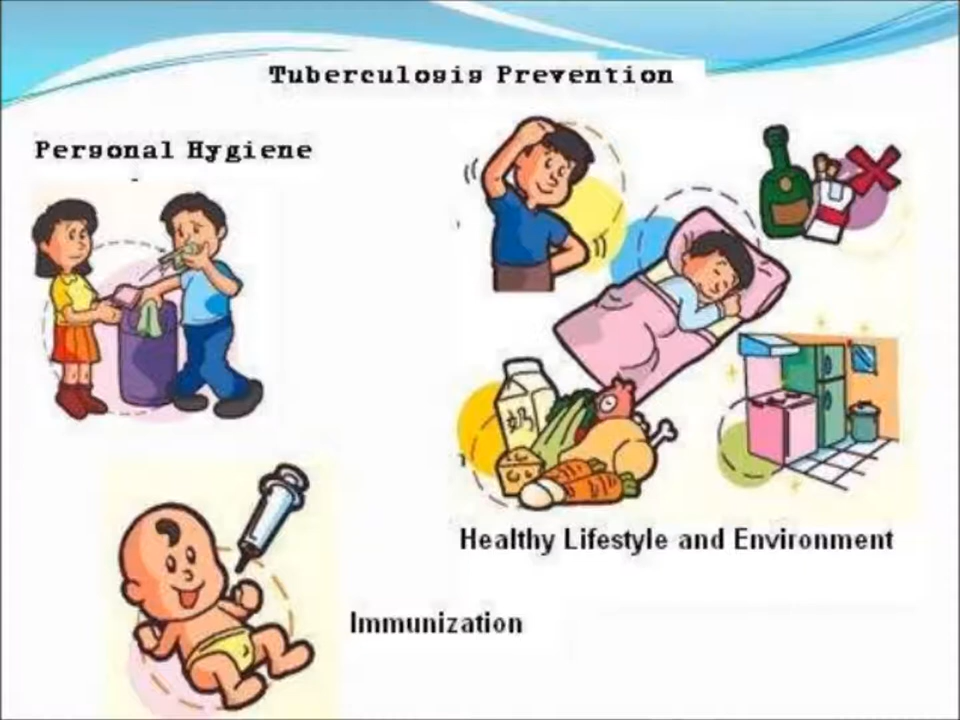 Tuberculosis Prevention
Personal Hygiene
奶
Healthy Lifestyle and Environment
Immunization